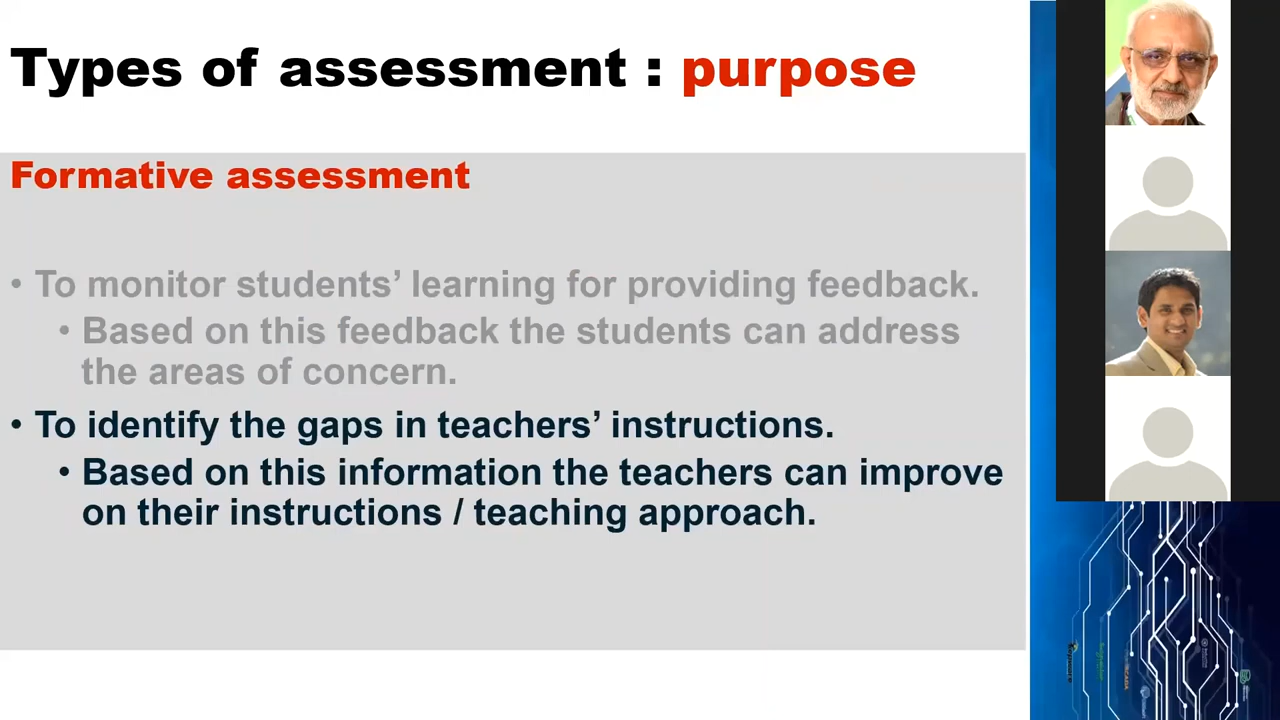 Types of assessment : purpose
Formative assessment
• To monitor students’ learning for providing feedback.
• Based on this feedback the students can address
the areas of concern.
• To identify the gaps in teachers’ instructions.
• Based on this information the teachers can improve
on their instructions / teaching approach.